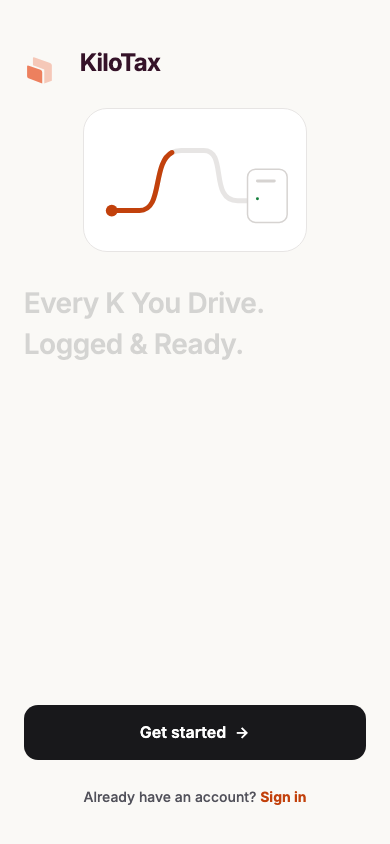 KiloTax
Every K You Drive.
Logged & Ready.
Get started →
Already have an account? Sign in